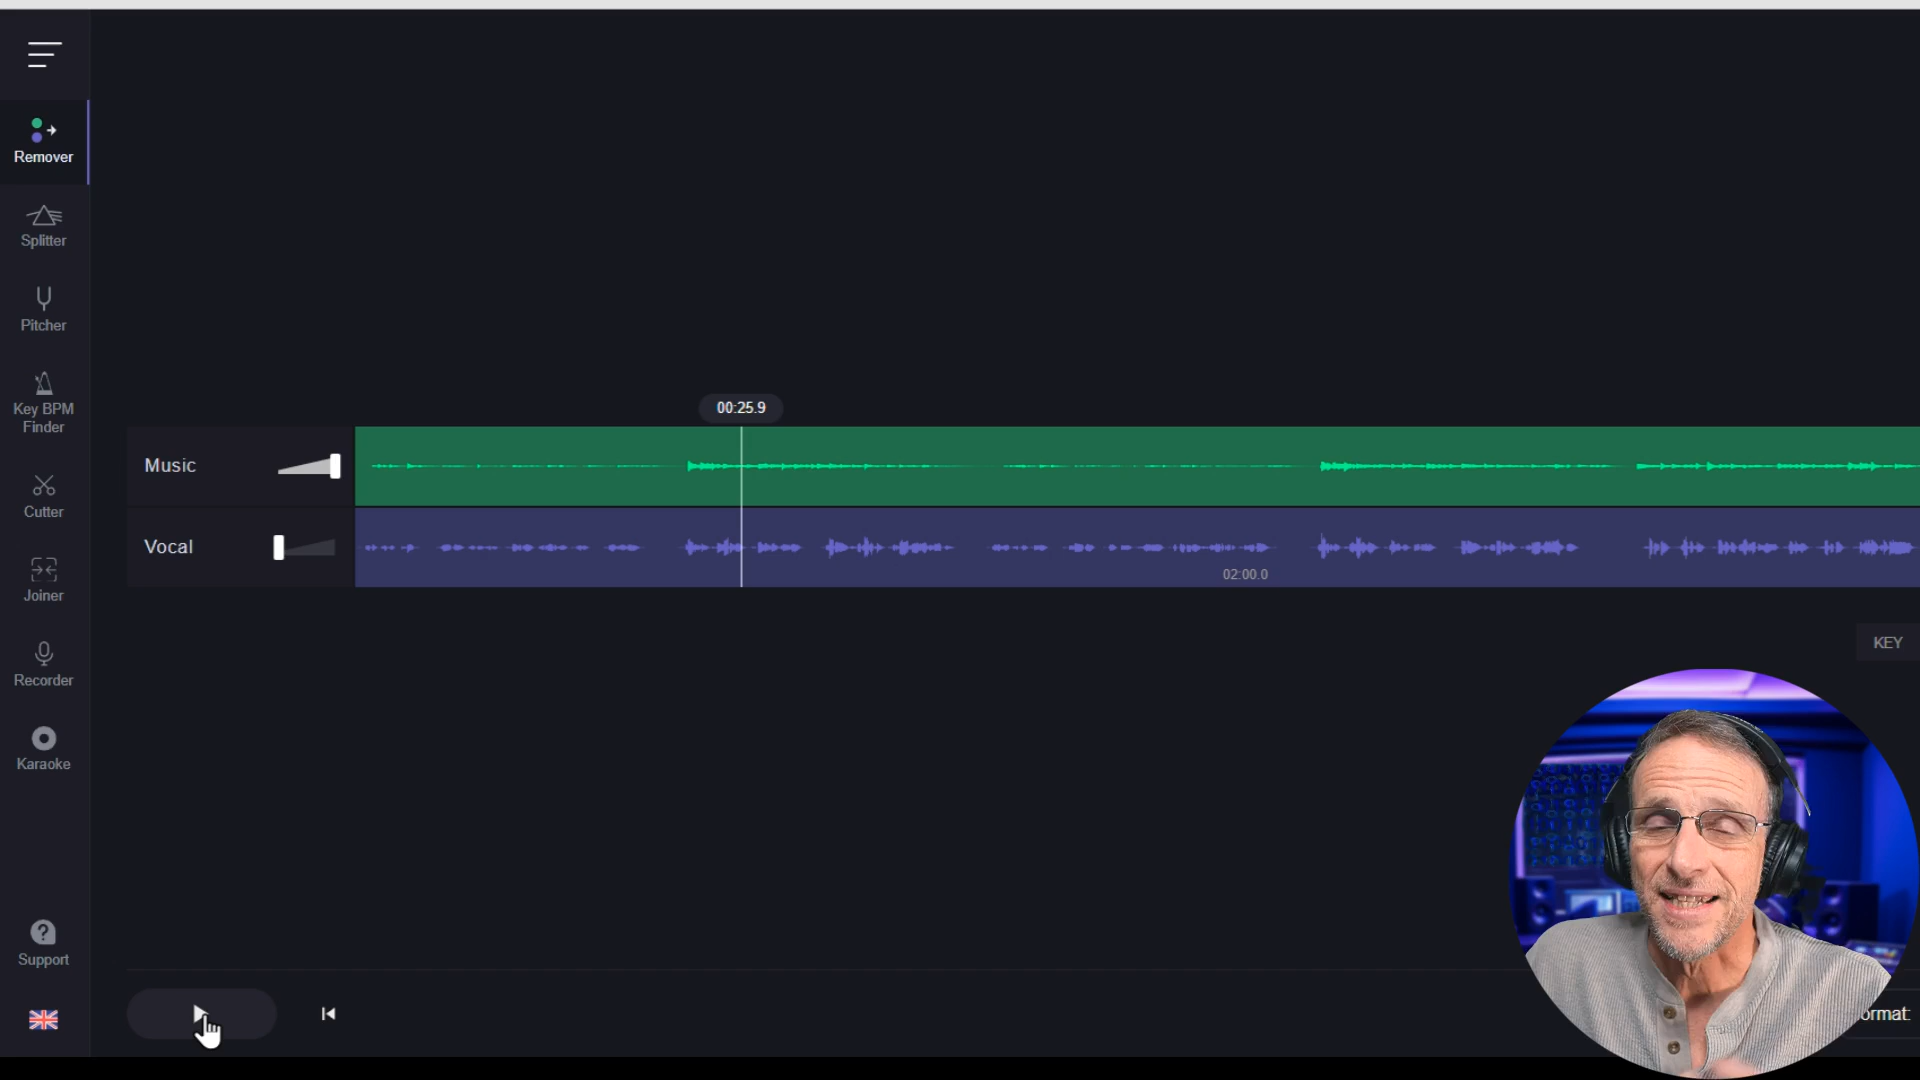 Remover
Splitter
Pitcher
Key BPM
Finder
Cutter
Joiner
Recorder
Karaoke
Support
00:25.9
Music
Vocal
02:00.0
KEY
ormat: